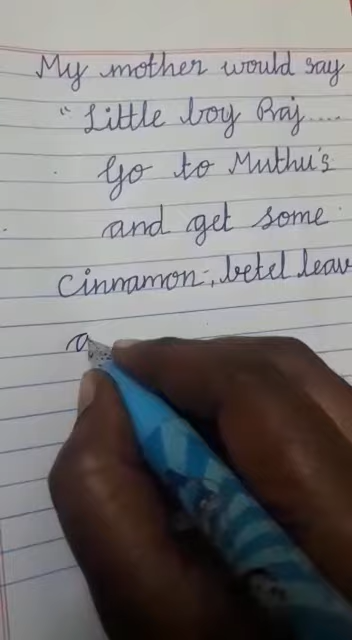 My mother would say
" Little boy Raj....
Go to Muthu's
and get some
Cinnamon, betel leav
a